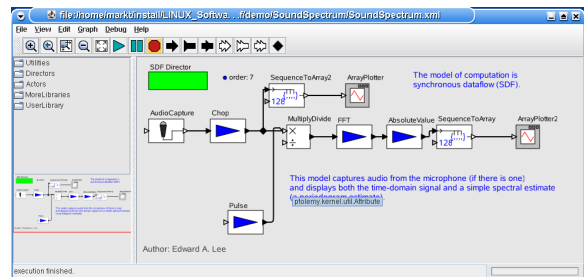 file:/home/markt/install/LINUX_Softwa. . ./demo/SoundSpectrum/SoundSpectrum.xml
File View Edit Graph Debug Help
Utilities
Directors
Actors
MoreLibraries
UserLibrary
SDF Director
order: 7
SequenceToArray2
ArrayPlotter
The model of computation is
synchronous dataflow (SDF).
128
{....}
AudioCapture
Chop
MultiplyDivide
FFT
AbsoluteValue
SequenceToArray
ArrayPlotter2
×
÷
128
{....}
This model captures audio from the microphone (if there is one)
and displays both the time-domain signal and a simple spectral estimate
ptolemy.kernel.util.Attribute
Pulse
Author: Edward A. Lee
execution finished.